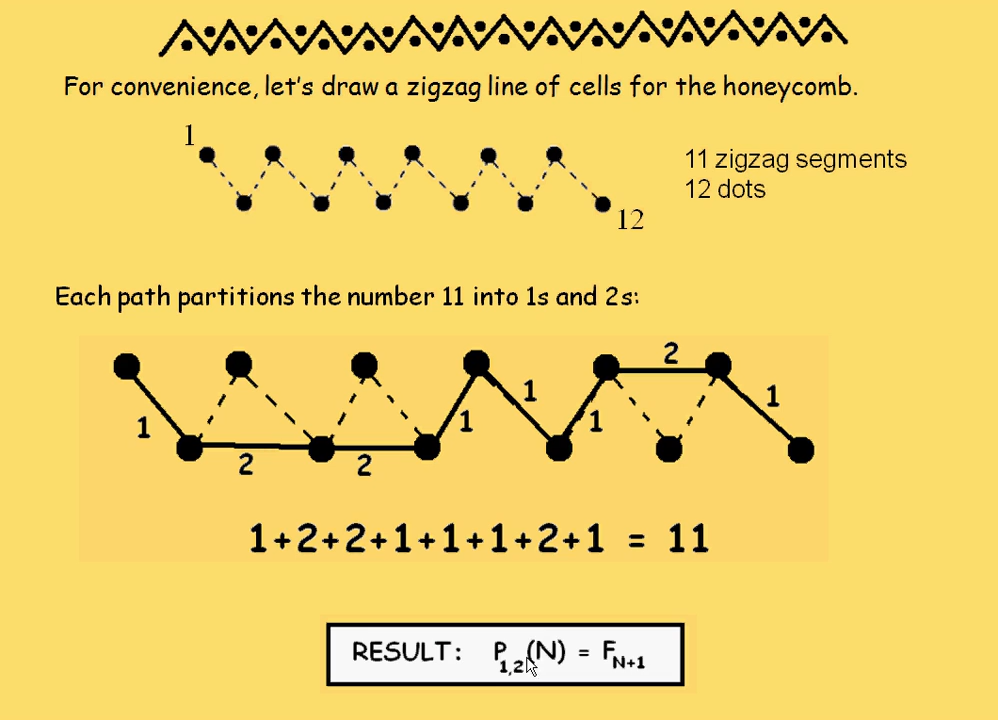 For convenience, let's draw a zigzag line of cells for the honeycomb.
1
11 zigzag segments
12 dots
12
Each path partitions the number 11 into 1s and 2s:
2
1 1
1 1 1
2 2
1+2+2+1+1+1+2+1 = 11
RESULT: P1,2(N) = FN+1